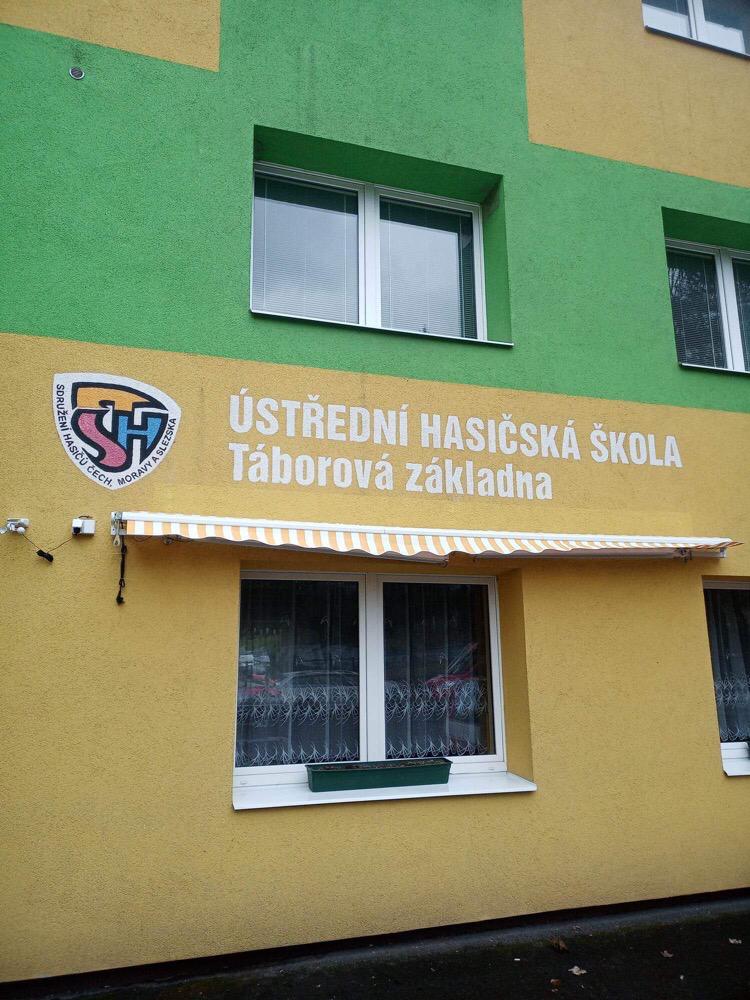 SH
SDRUŽENÍ HASIČŮ ČECH, MORAVY A SLEZSKA
ÚSTŘEDNÍ HASIČSKÁ ŠKOLA
Táborová základna